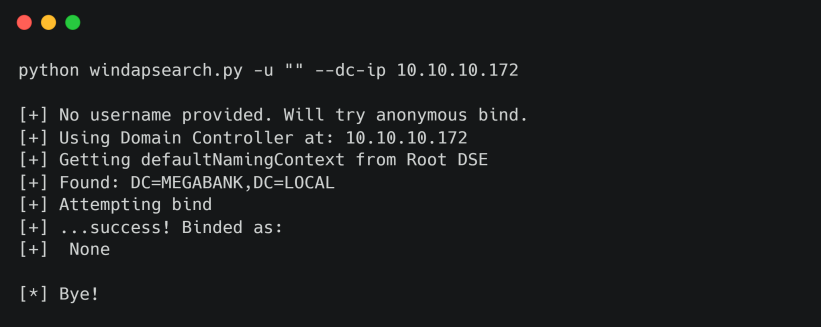 python windapsearch.py -u "" --dc-ip 10.10.10.172
[+] No username provided. Will try anonymous bind.
[+] Using Domain Controller at: 10.10.10.172
[+] Getting defaultNamingContext from Root DSE
[+] Found: DC=MEGABANK,DC=LOCAL
[+] Attempting bind
[+] ...success! Binded as:
[+]  None
[*] Bye!